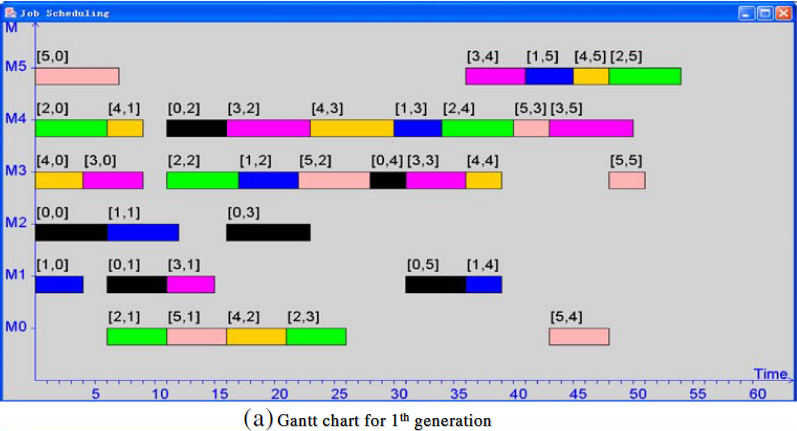 Job Scheduling
M
[5,0] [3,4] [1,5] [4,5] [2,5]
M5
[2,0] [4,1] [0,2] [3,2] [4,3] [1,3] [2,4] [5,3] [3,5]
M4
[4,0] [3,0] [2,2] [1,2] [5,2] [0,4] [3,3] [4,4] [5,5]
M3
[0,0] [1,1] [0,3]
M2
[1,0] [0,1] [3,1] [0,5] [1,4]
M1
[2,1] [5,1] [4,2] [2,3] [5,4]
M0
Time
5 10 15 20 25 30 35 40 45 50 55 60
(a) Gantt chart for 1th generation